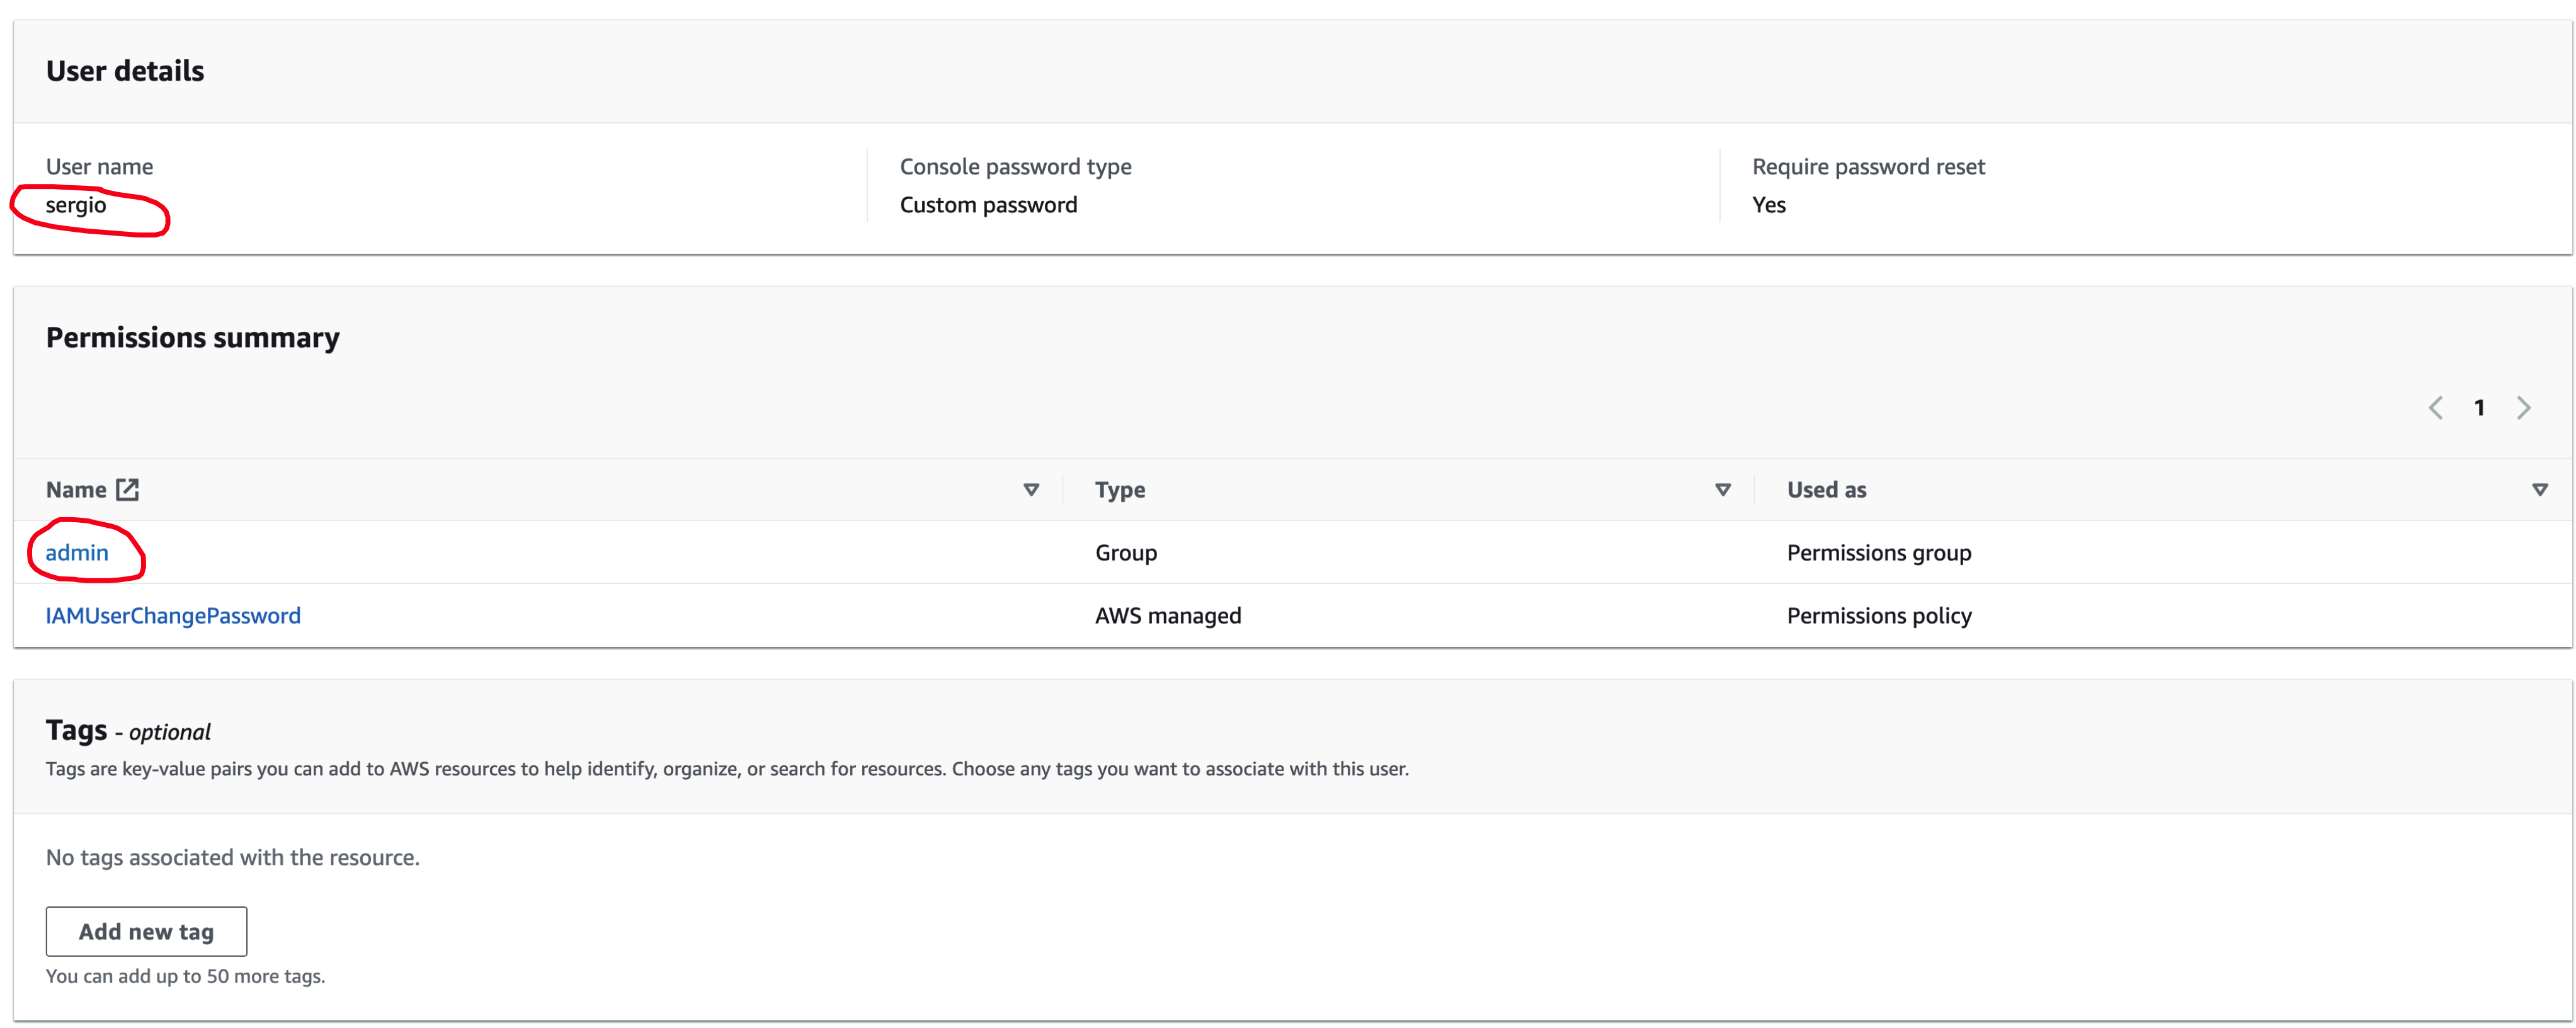 User details
User name Console password type Require password reset
sergio Custom password Yes
Permissions summary
1
Name Type Used as
admin Group Permissions group
IAMUserChangePassword AWS managed Permissions policy
Tags - optional
Tags are key-value pairs you can add to AWS resources to help identify, organize, or search for resources. Choose any tags you want to associate with this user.
No tags associated with the resource.
Add new tag
You can add up to 50 more tags.